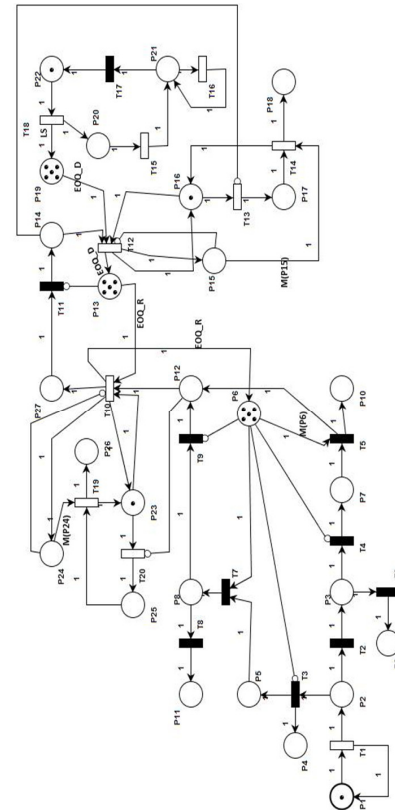 P22
T17
P21
T16
T18
LS
P20
T15
P19
EOQ_D
P14
P16
T13
P17
T14
P18
T12
EOQ_D
P13
P15
M(P15)
T11
EOQ_R
P27
T10
EOQ_R
P12
P6
M(P6)
P26
T19
M(P24)
P24
P23
T20
P25
T9
P8
T8
P11
T7
P5
T3
P4
P10
T5
P7
T4
P3
T2
P2
T1
P1